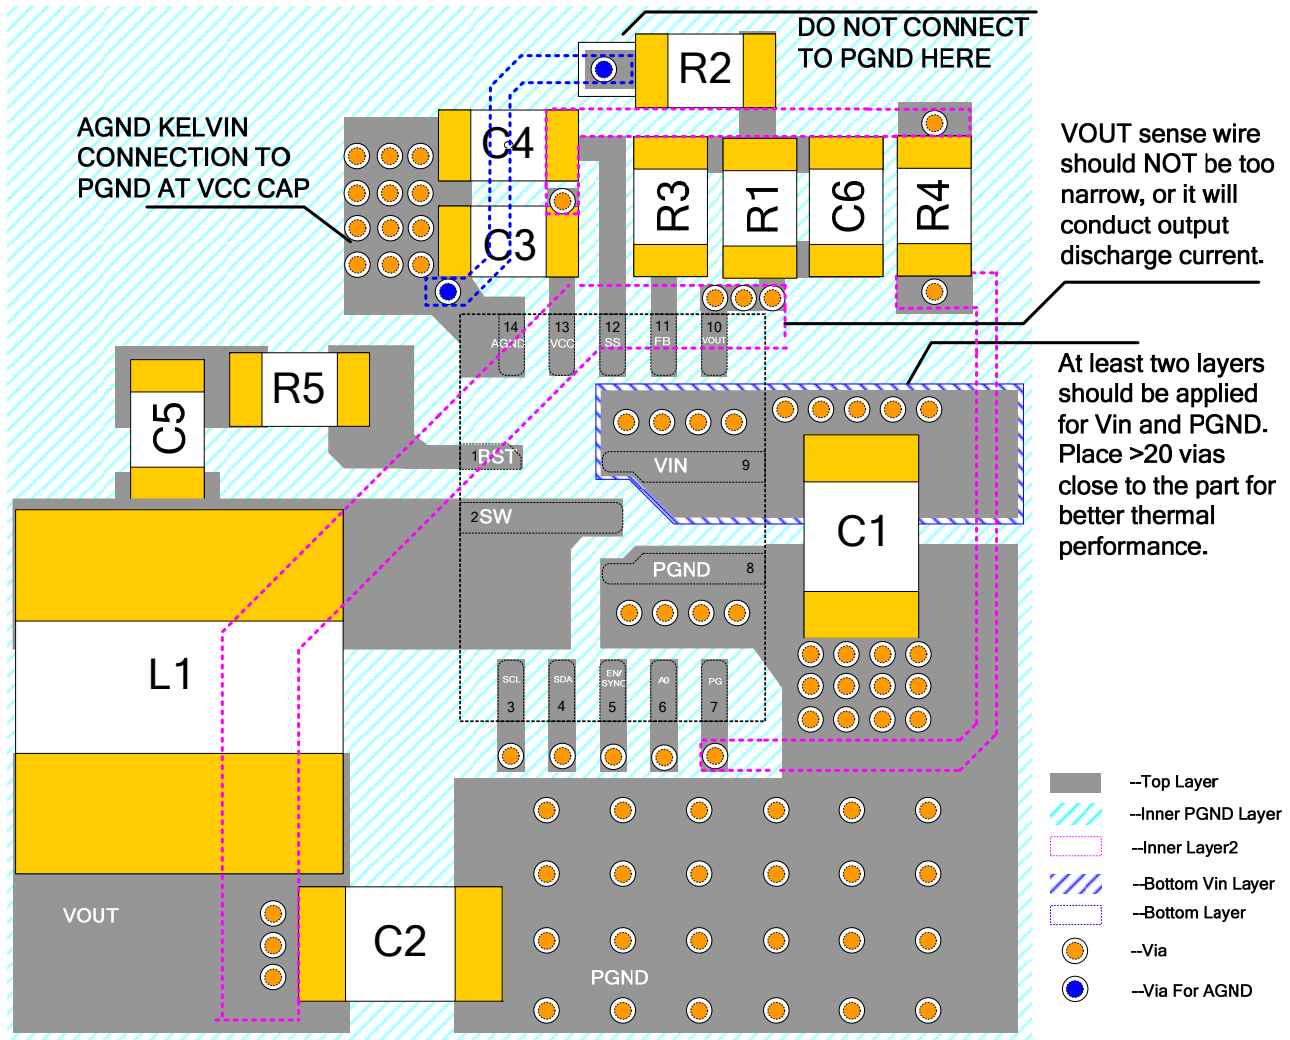 DO NOT CONNECT
TO PGND HERE
R2
AGND KELVIN
CONNECTION TO
PGND AT VCC CAP
C4
C3
R3
R1
C6
R4
VOUT sense wire
should NOT be too
narrow, or it will
conduct output
discharge current.
14
13
12
11
10
AGND
VCC
SS
FB
VOUT
At least two layers
should be applied
for Vin and PGND.
Place >20 vias
close to the part for
better thermal
performance.
C5
R5
1
RST
VIN
9
2
SW
C1
PGND
8
L1
SCL
SDA
EN/
SYNC
A0
PG
3
4
5
6
7
--Top Layer
--Inner PGND Layer
--Inner Layer2
--Bottom Vin Layer
--Bottom Layer
--Via
--Via For AGND
VOUT
C2
PGND